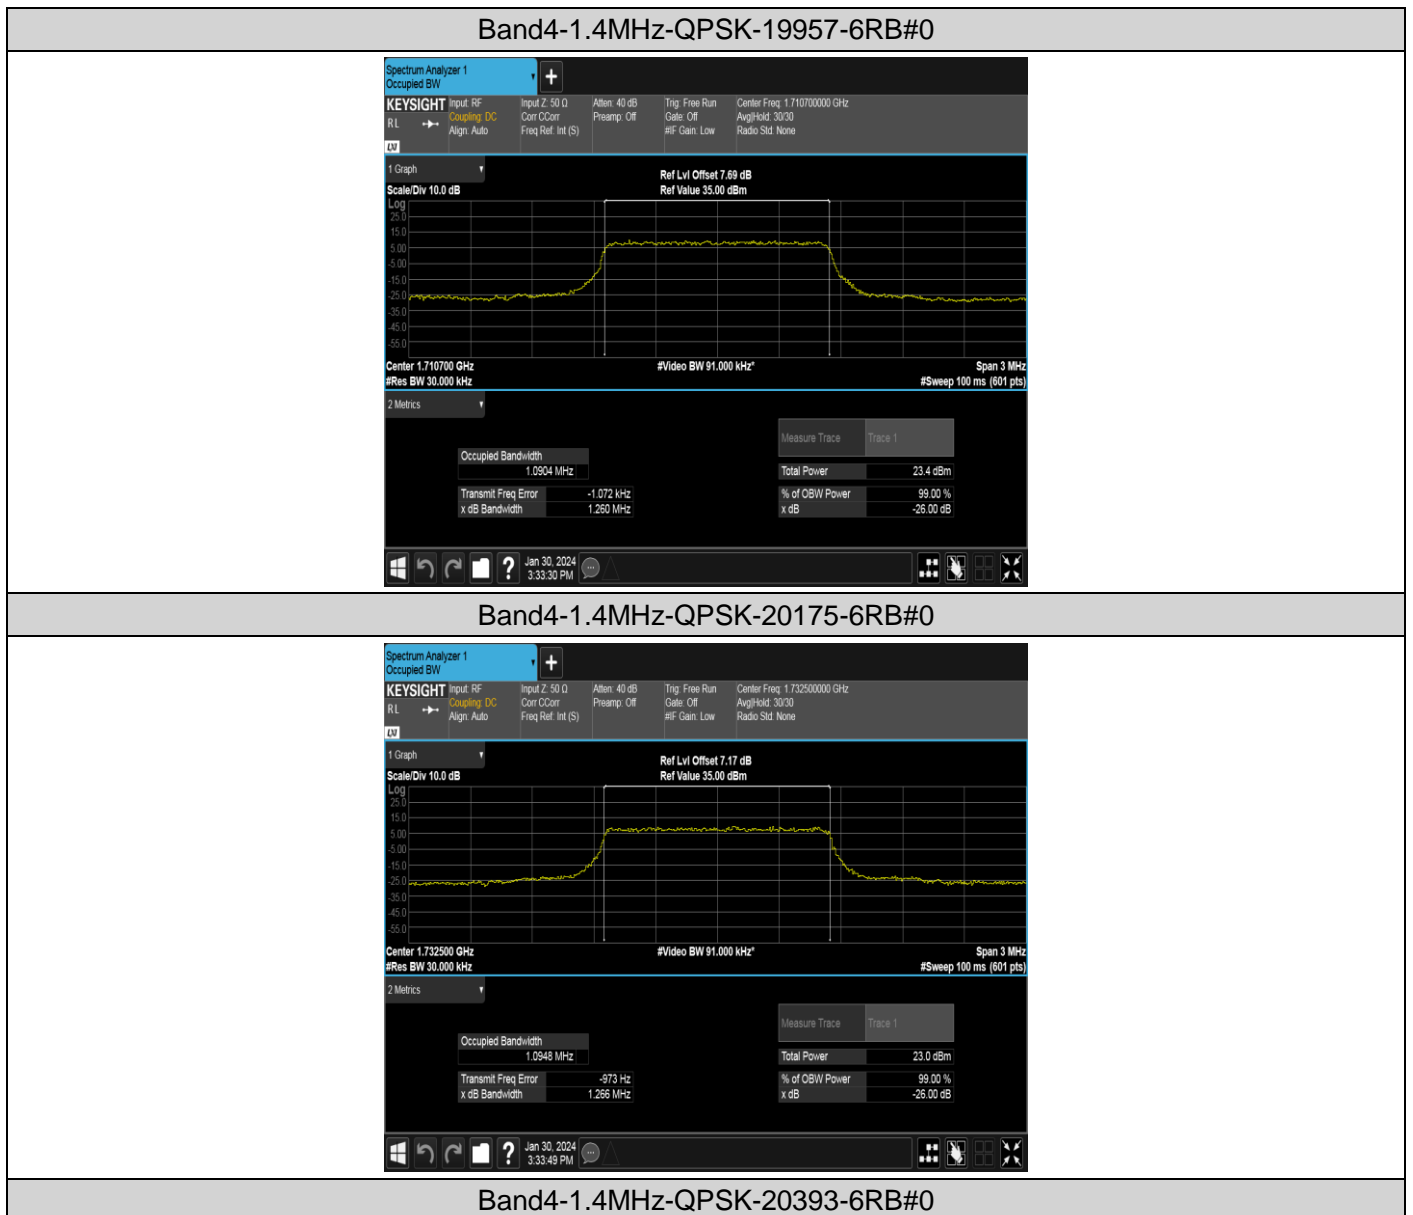 Band4-1.4MHz-QPSK-19957-6RB#0
Spectrum Analyzer 1
Occupied BW
+
KEYSIGHT Input: RF Input Z: 50 Ω Atten: 40 dB Trig: Free Run Center Freq: 1.710700000 GHz
RL Coupling: DC Corr CCorr Preamp: Off Gate: Off Avg|Hold: 30/30
Align: Auto Freq Ref: Int (S) #IF Gain: Low Radio Std: None
LXI
1 Graph
Ref Lvl Offset 7.69 dB
Scale/Div 10.0 dB Ref Value 35.00 dBm
Log
25.0
15.0
5.00
-5.00
-15.0
-25.0
-35.0
-45.0
-55.0
Center 1.710700 GHz #Video BW 91.000 kHz* Span 3 MHz
#Res BW 30.000 kHz #Sweep 100 ms (601 pts)
2 Metrics
Measure Trace Trace 1
Occupied Bandwidth
1.0904 MHz Total Power 23.4 dBm
Transmit Freq Error -1.072 kHz % of OBW Power 99.00 %
x dB Bandwidth 1.260 MHz x dB -26.00 dB
? Jan 30, 2024
3:33:30 PM
Band4-1.4MHz-QPSK-20175-6RB#0
Spectrum Analyzer 1
Occupied BW
+
KEYSIGHT Input: RF Input Z: 50 Ω Atten: 40 dB Trig: Free Run Center Freq: 1.732500000 GHz
RL Coupling: DC Corr CCorr Preamp: Off Gate: Off Avg|Hold: 30/30
Align: Auto Freq Ref: Int (S) #IF Gain: Low Radio Std: None
LXI
1 Graph
Ref Lvl Offset 7.17 dB
Scale/Div 10.0 dB Ref Value 35.00 dBm
Log
25.0
15.0
5.00
-5.00
-15.0
-25.0
-35.0
-45.0
-55.0
Center 1.732500 GHz #Video BW 91.000 kHz* Span 3 MHz
#Res BW 30.000 kHz #Sweep 100 ms (601 pts)
2 Metrics
Measure Trace Trace 1
Occupied Bandwidth
1.0948 MHz Total Power 23.0 dBm
Transmit Freq Error -973 Hz % of OBW Power 99.00 %
x dB Bandwidth 1.266 MHz x dB -26.00 dB
? Jan 30, 2024
3:33:49 PM
Band4-1.4MHz-QPSK-20393-6RB#0